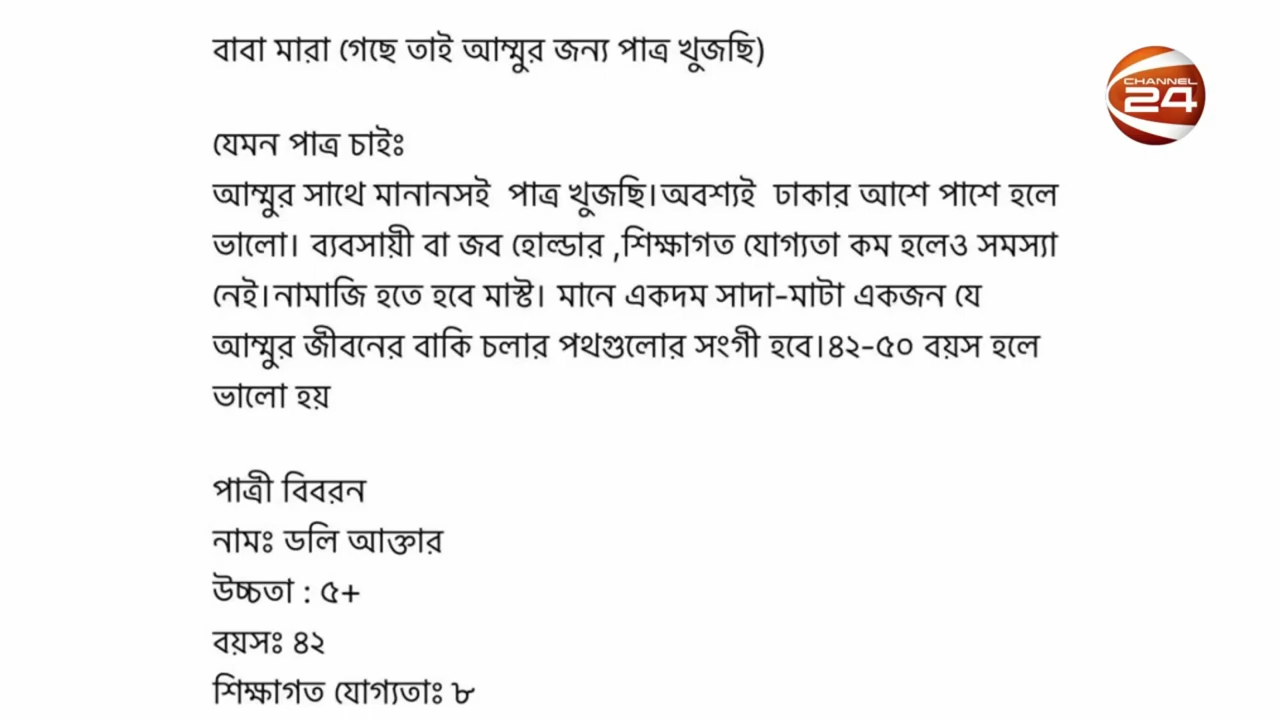 বাবা মারা গেছে তাই আম্মুর জন্য পাত্র খুজছি)
CHANNEL
24
যেমন পাত্র চাইঃ
আম্মুর সাথে মানানসই পাত্র খুজছি।অবশ্যই ঢাকার আশে পাশে হলে
ভালো। ব্যবসায়ী বা জব হোল্ডার ,শিক্ষাগত যোগ্যতা কম হলেও সমস্যা
নেই।নামাজি হতে হবে মাস্ট। মানে একদম সাদা-মাটা একজন যে
আম্মুর জীবনের বাকি চলার পথগুলোর সংগী হবে।৪২-৫০ বয়স হলে
ভালো হয়
পাত্রী বিবরন
নামঃ ডলি আক্তার
উচ্চতা : ৫+
বয়সঃ ৪২
শিক্ষাগত যোগ্যতাঃ ৮